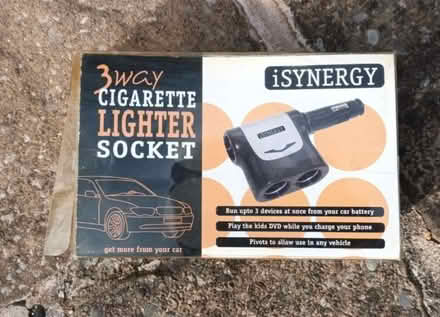 3way
CIGARETTE
LIGHTER
SOCKET
get more from your car
iSYNERGY
iSYNERGY
Run upto 3 devices at once from your car battery
Play the kids DVD while you charge your phone
Pivots to allow use in any vehicle